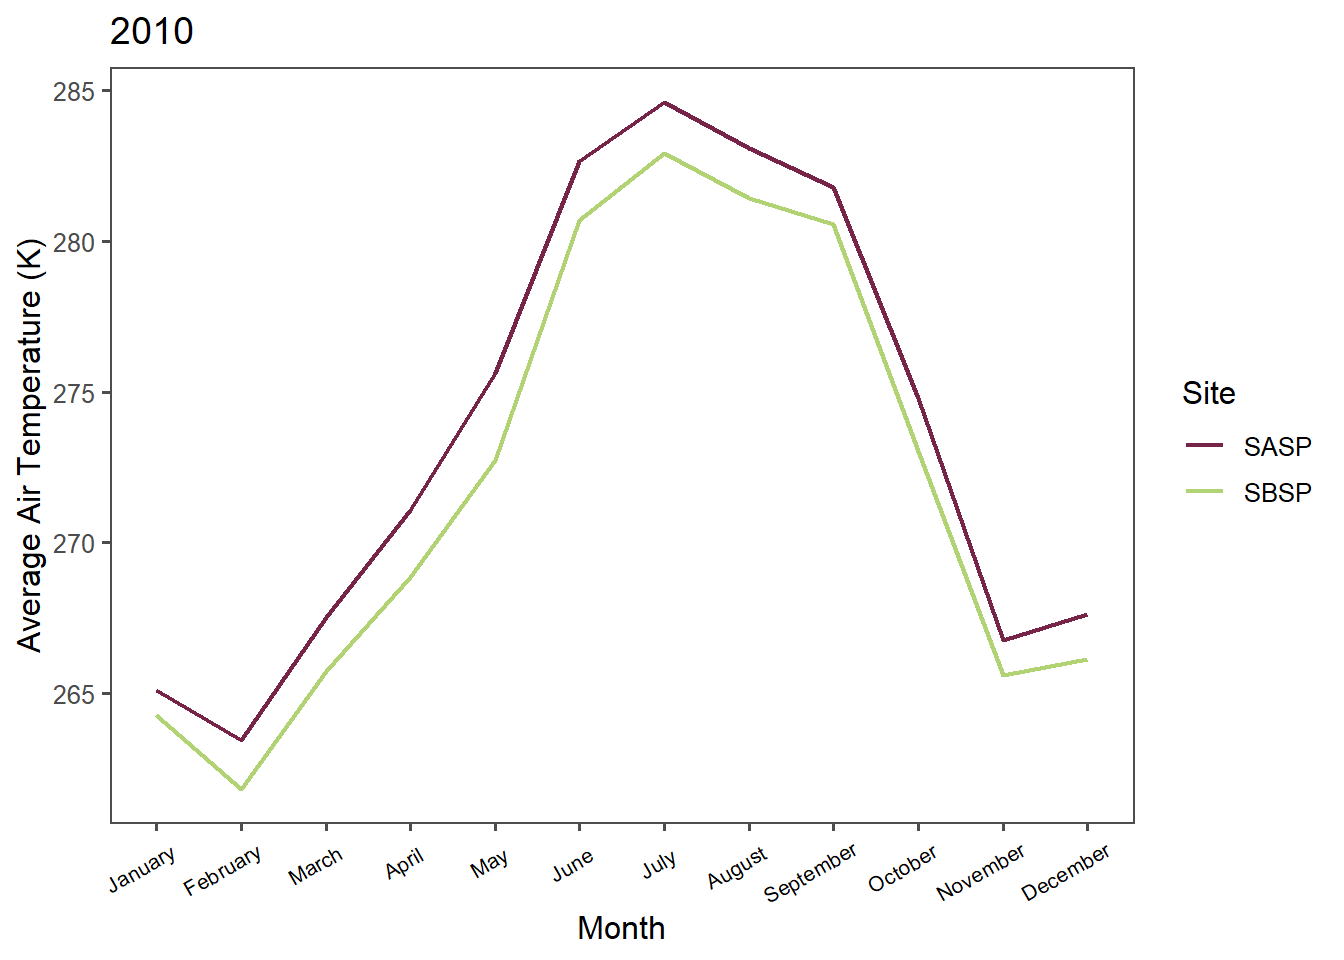 2010
285
280
275
270
265
Average Air Temperature (K)
January
February
March
April
May
June
July
August
September
October
November
December
Month
Site
SASP
SBSP